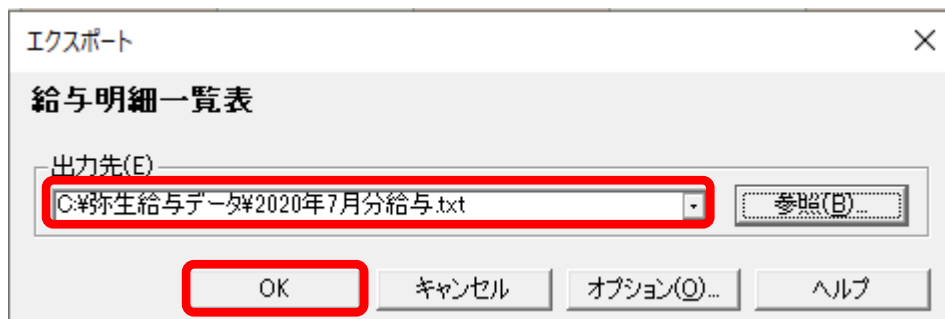 エクスポート
給与明細一覧表
出力先(E)
C:¥弥生給与データ¥2020年7月分給与.txt
参照(B)...
OK キャンセル オプション(O)... ヘルプ